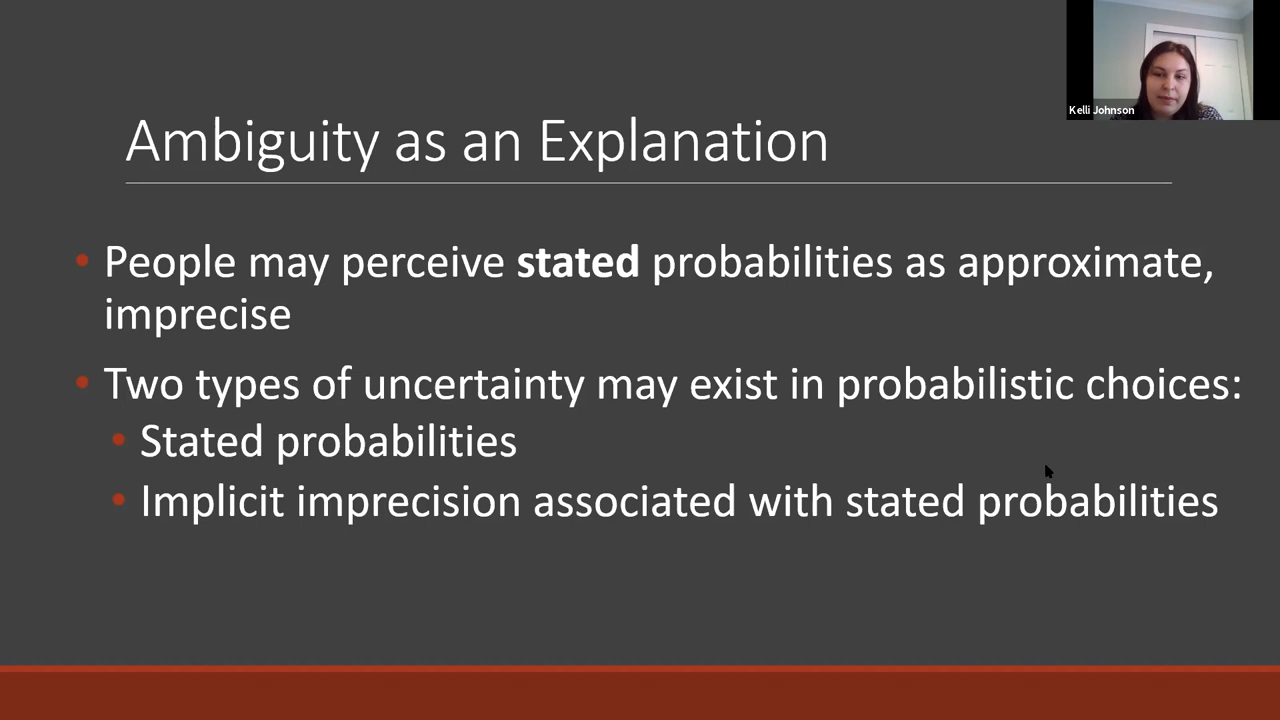 Kelli Johnson
Ambiguity as an Explanation
• People may perceive stated probabilities as approximate,
imprecise
• Two types of uncertainty may exist in probabilistic choices:
• Stated probabilities
• Implicit imprecision associated with stated probabilities